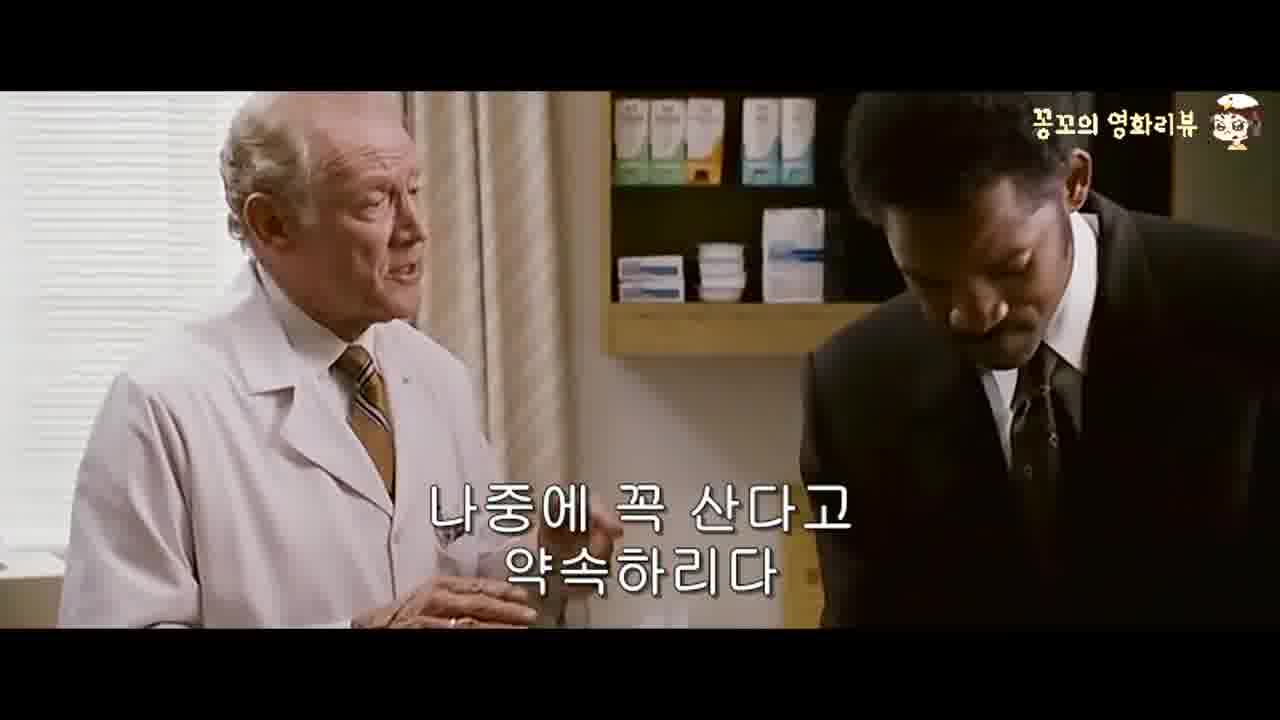 꽁꼬의 영화리뷰
나중에 꼭 산다고
약속하리다